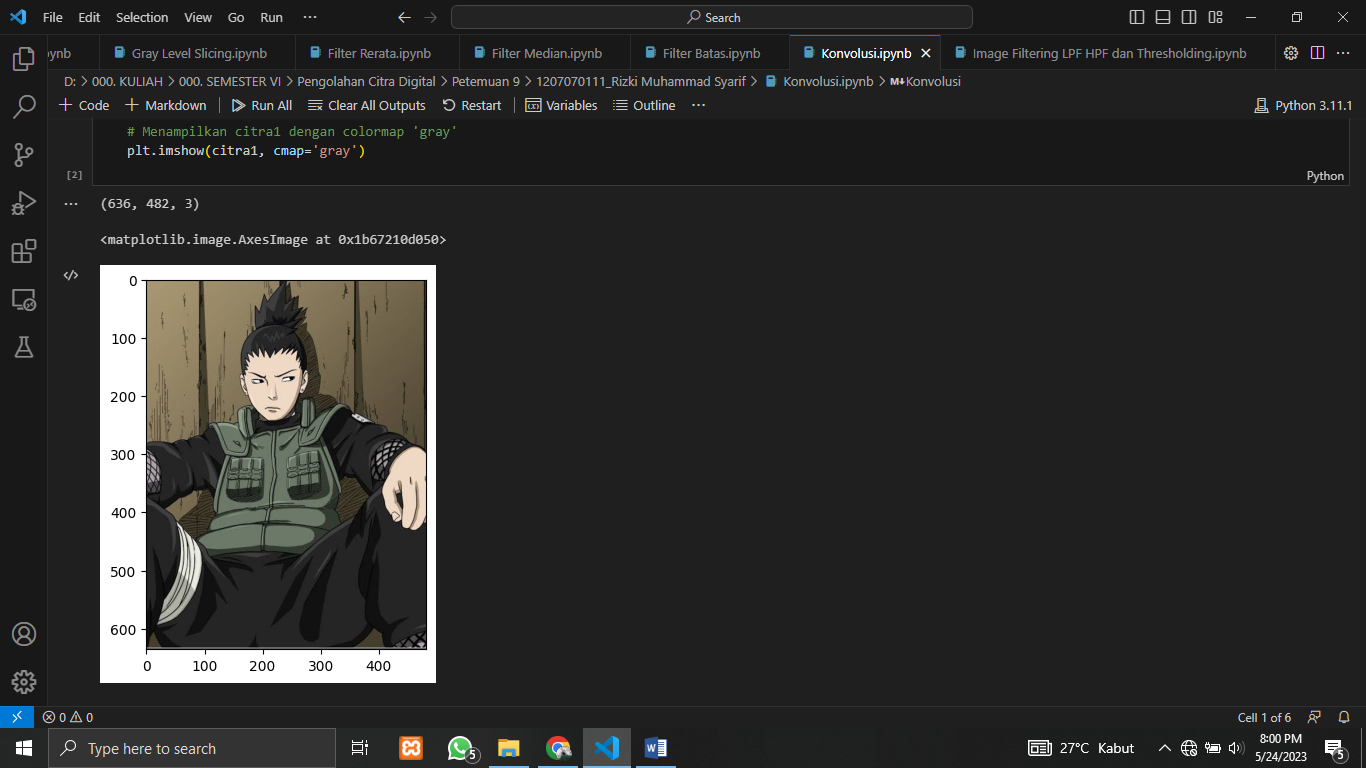 File Edit Selection View Go Run ··· Search
ynb Gray Level Slicing.ipynb Filter Rerata.ipynb Filter Median.ipynb Filter Batas.ipynb Konvolusi.ipynb Image Filtering LPF HPF dan Thresholding.ipynb
D: > 000. KULIAH > 000. SEMESTER VI > Pengolahan Citra Digital > Petemuan 9 > 1207070111_Rizki Muhammad Syarif > Konvolusi.ipynb > M↓Konvolusi
+ Code + Markdown Run All Clear All Outputs Restart Variables Outline ··· Python 3.11.1
# Menampilkan citra1 dengan colormap 'gray'
plt.imshow(citra1, cmap='gray')
[2] Python
··· (636, 482, 3)
<matplotlib.image.AxesImage at 0x1b67210d050>
0
100
200
300
400
500
600
0 100 200 300 400
0 0 Cell 1 of 6
Type here to search 5 27°C Kabut 8:00 PM
5/24/2023 5